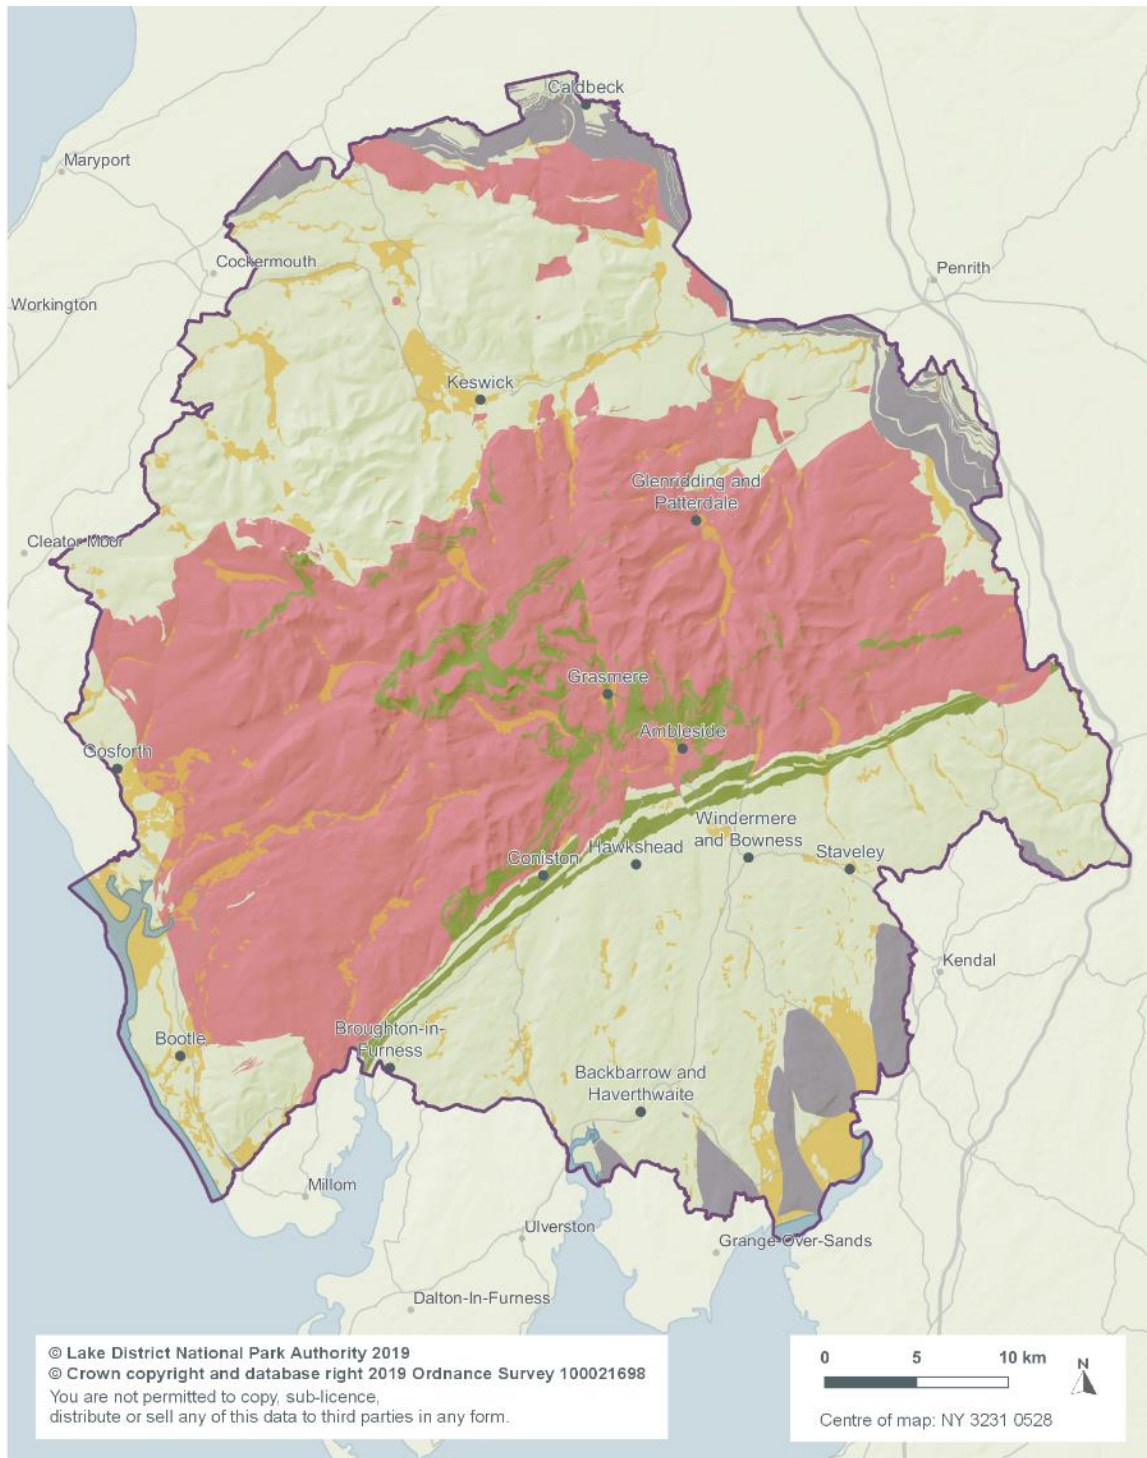 Caldbeck
Maryport
Cockermouth
Penrith
Workington
Keswick
Glenridding and
Patterdale
Cleator Moor
Grasmere
Ambleside
Gosforth
Windermere
and Bowness
Hawkshead
Staveley
Coniston
Kendal
Bootle
Broughton-in-
Furness
Backbarrow and
Haverthwaite
Millom
Ulverston
Grange-Over-Sands
Dalton-In-Furness
© Lake District National Park Authority 2019
© Crown copyright and database right 2019 Ordnance Survey 100021698
You are not permitted to copy, sub-licence,
distribute or sell any of this data to third parties in any form.
0 5 10 km
N
Centre of map: NY 3231 0528